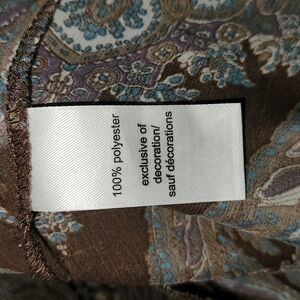 100% polyester
exclusive of
decoration/
sauf décorations